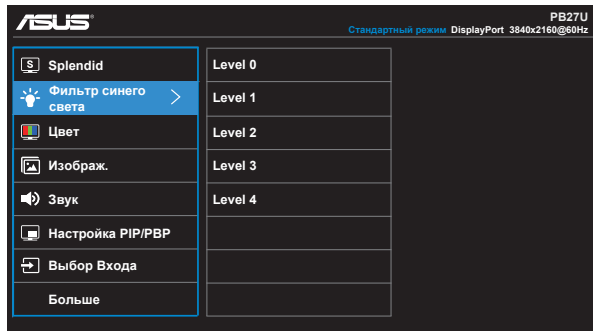 ASUS
PB27U
Стандартный режим DisplayPort 3840x2160@60Hz
S Splendid
Фильтр синего
света
Цвет
Изображ.
Звук
Настройка PIP/PBP
Выбор Входа
Больше
Level 0
Level 1
Level 2
Level 3
Level 4